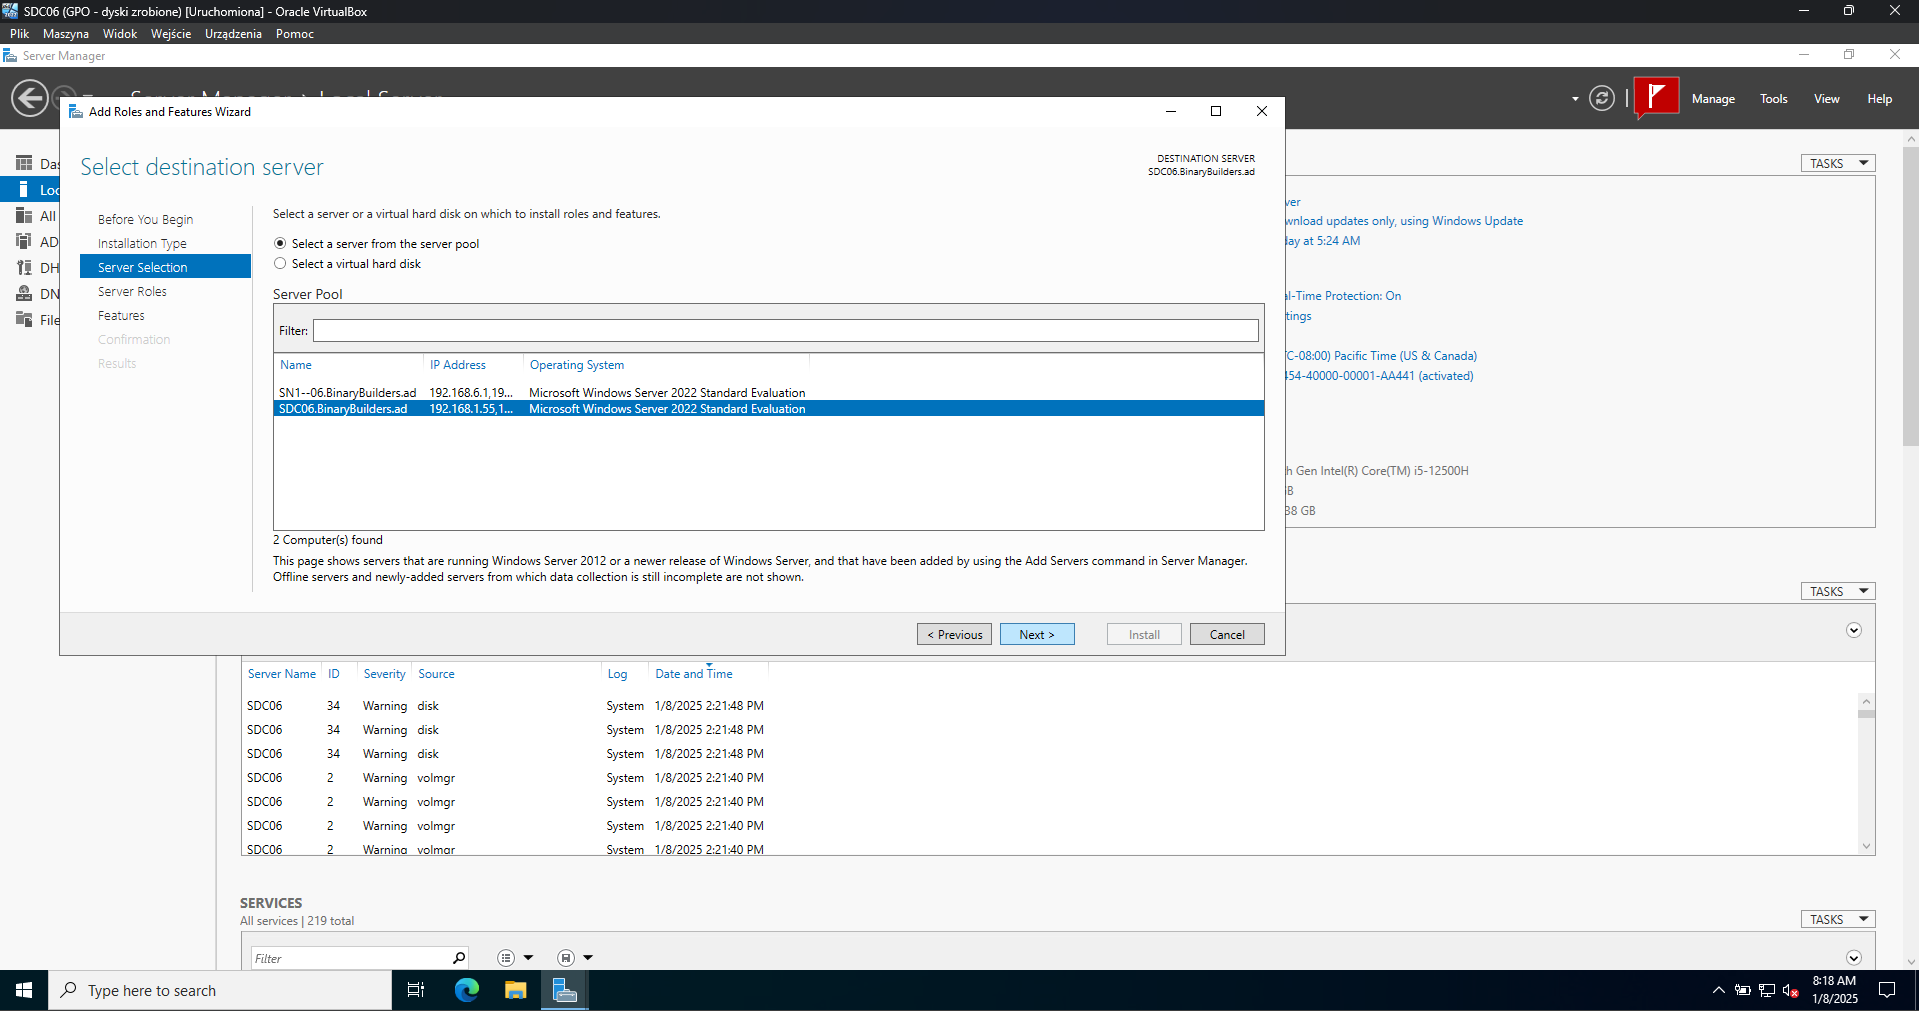 SDC06 (GPO - dyski zrobione) [Uruchomiona] - Oracle VirtualBox
Plik Maszyna Widok Wejście Urządzenia Pomoc
Server Manager
Manage Tools View Help
Add Roles and Features Wizard
Select destination server
DESTINATION SERVER
SDC06.BinaryBuilders.ad
Before You Begin
Installation Type
Server Selection
Server Roles
Features
Confirmation
Results
Das
Loc
All
AD
DH
DN
File
Select a server or a virtual hard disk on which to install roles and features.
Select a server from the server pool
Select a virtual hard disk
Server Pool
Filter:
Name IP Address Operating System
SN1--06.BinaryBuilders.ad 192.168.6.1,19... Microsoft Windows Server 2022 Standard Evaluation
SDC06.BinaryBuilders.ad 192.168.1.55,1... Microsoft Windows Server 2022 Standard Evaluation
2 Computer(s) found
This page shows servers that are running Windows Server 2012 or a newer release of Windows Server, and that have been added by using the Add Servers command in Server Manager.
Offline servers and newly-added servers from which data collection is still incomplete are not shown.
< Previous Next > Install Cancel
TASKS
ver
wnload updates only, using Windows Update
day at 5:24 AM
al-Time Protection: On
tings
TC-08:00) Pacific Time (US & Canada)
454-40000-00001-AA441 (activated)
h Gen Intel(R) Core(TM) i5-12500H
GB
38 GB
TASKS
Server Name ID Severity Source Log Date and Time
SDC06 34 Warning disk System 1/8/2025 2:21:48 PM
SDC06 34 Warning disk System 1/8/2025 2:21:48 PM
SDC06 34 Warning disk System 1/8/2025 2:21:48 PM
SDC06 2 Warning volmgr System 1/8/2025 2:21:40 PM
SDC06 2 Warning volmgr System 1/8/2025 2:21:40 PM
SDC06 2 Warning volmgr System 1/8/2025 2:21:40 PM
SDC06 2 Warning volmgr System 1/8/2025 2:21:40 PM
SERVICES
All services | 219 total
TASKS
Filter
Type here to search
8:18 AM
1/8/2025